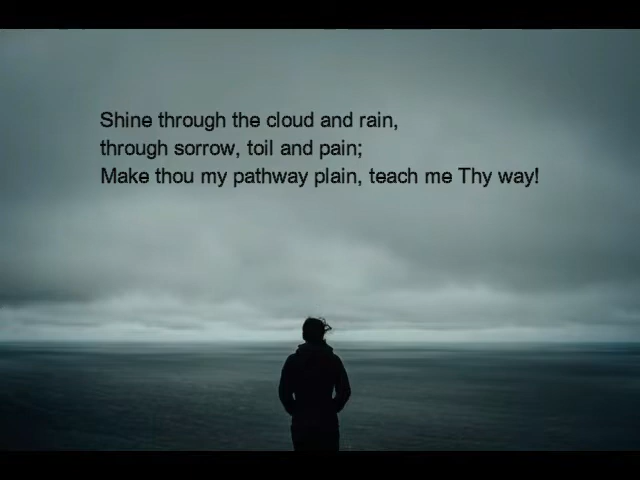 Shine through the cloud and rain,
through sorrow, toil and pain;
Make thou my pathway plain, teach me Thy way!